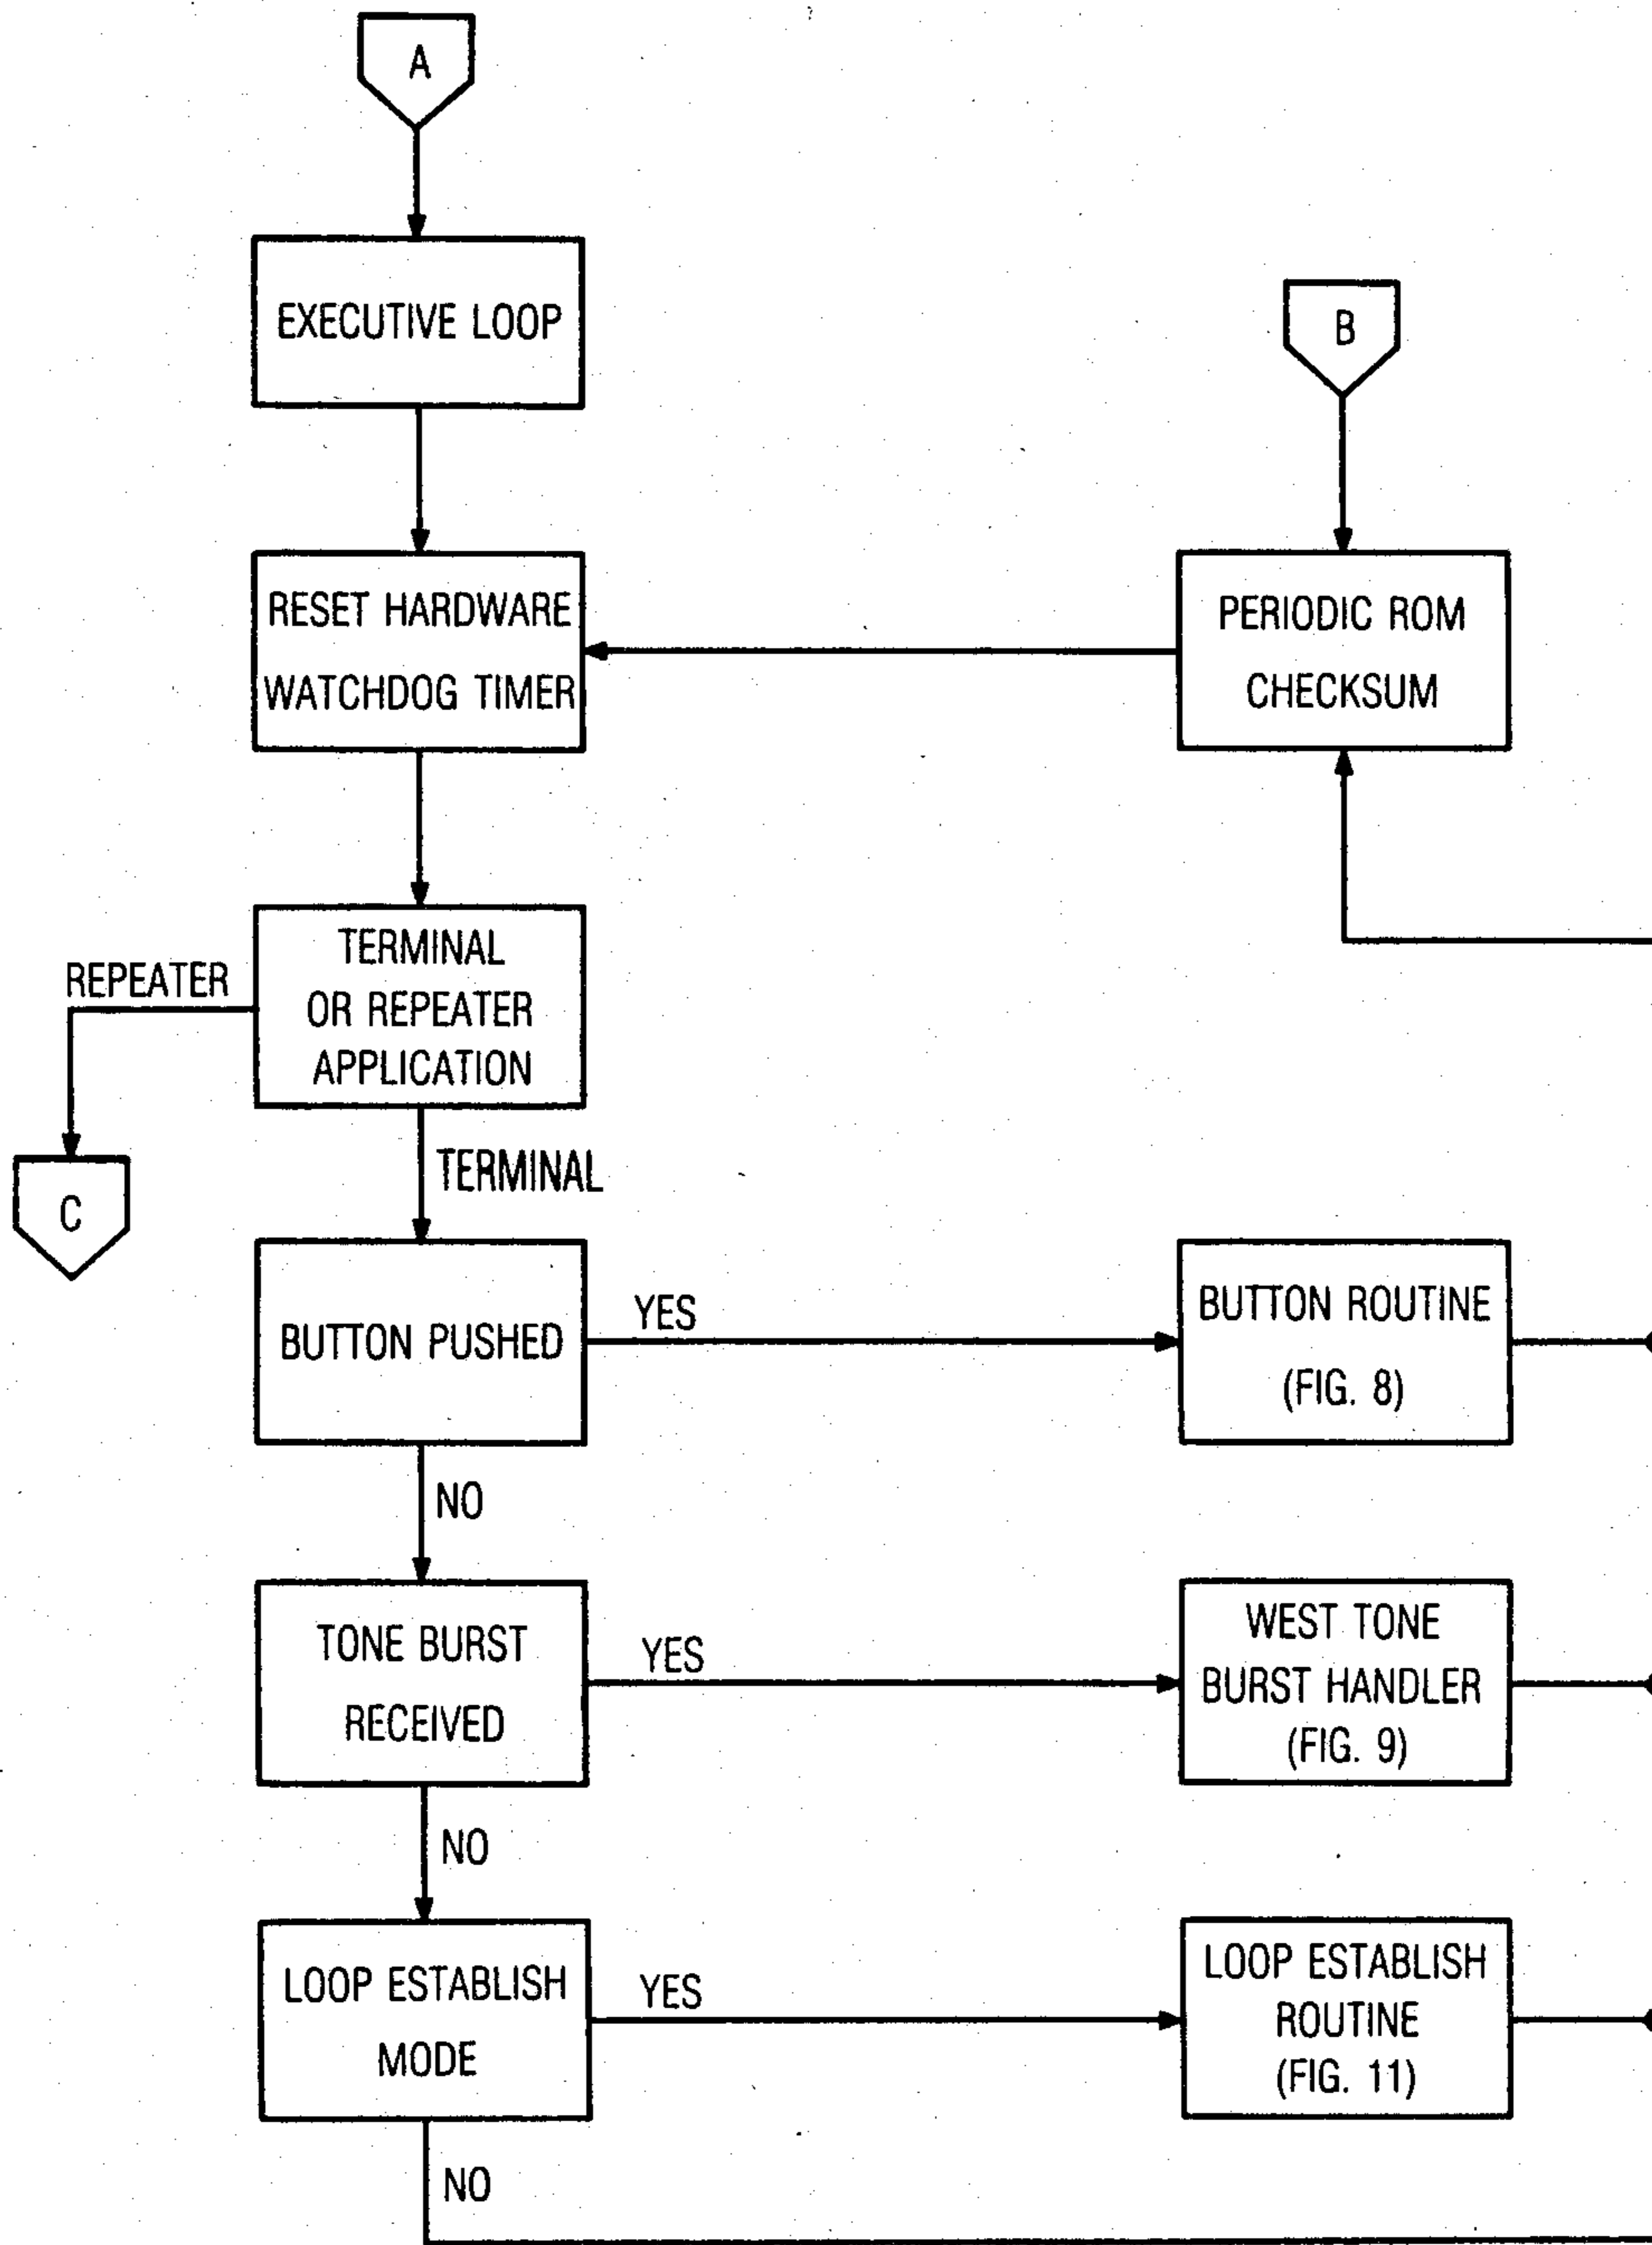 A
EXECUTIVE LOOP
B
RESET HARDWARE
WATCHDOG TIMER
PERIODIC ROM
CHECKSUM
REPEATER
TERMINAL
OR REPEATER
APPLICATION
C
TERMINAL
BUTTON PUSHED
YES
BUTTON ROUTINE
(FIG. 8)
NO
TONE BURST
RECEIVED
YES
WEST TONE
BURST HANDLER
(FIG. 9)
NO
LOOP ESTABLISH
MODE
YES
LOOP ESTABLISH
ROUTINE
(FIG. 11)
NO